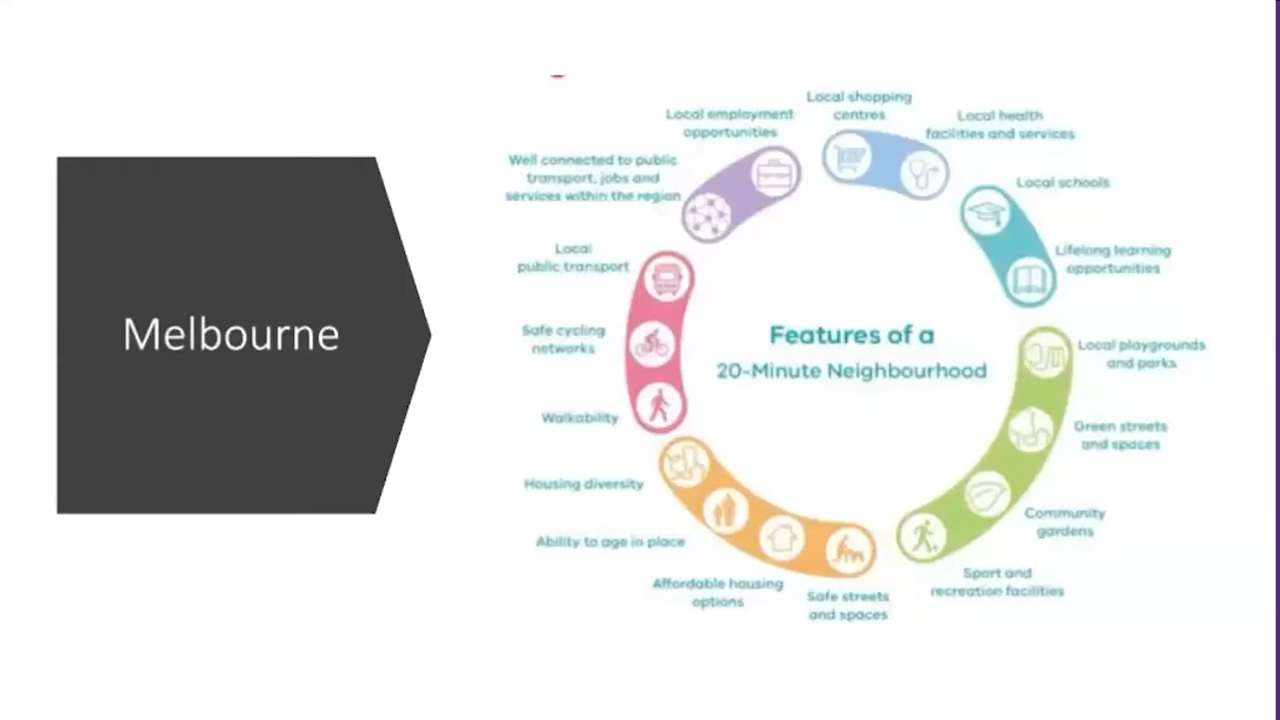 Melbourne
Local shopping
centres
Local health
facilities and services
Local schools
Lifelong learning
opportunities
Local playgrounds
and parks
Green streets
and spaces
Community
gardens
Sport and
recreation facilities
Safe streets
and spaces
Affordable housing
options
Ability to age in place
Housing diversity
Walkability
Safe cycling
networks
Local
public transport
Well connected to public
transport, jobs and
services within the region
Local employment
opportunities
Features of a
20-Minute Neighbourhood